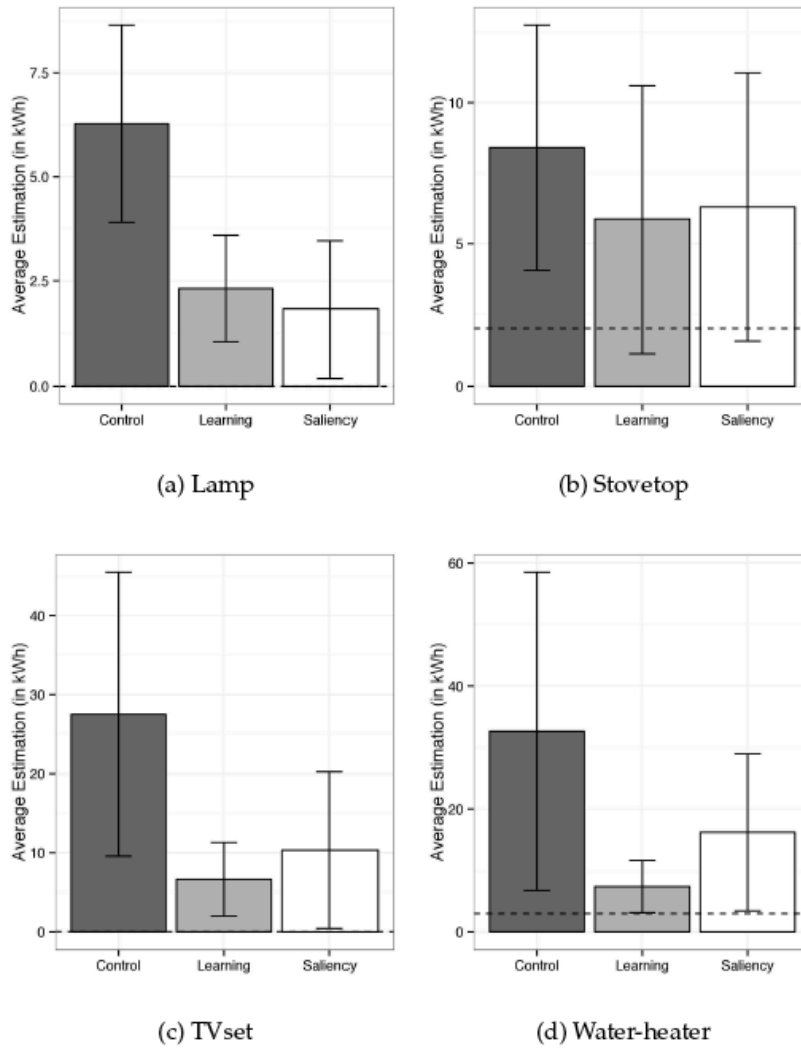 Average Estimation (in kWh)
7.5
5.0
2.5
0.0
Control Learning Saliency
(a) Lamp
Average Estimation (in kWh)
10
5
0
Control Learning Saliency
(b) Stovetop
Average Estimation (in kWh)
40
30
20
10
0
Control Learning Saliency
(c) TVset
Average Estimation (in kWh)
60
40
20
0
Control Learning Saliency
(d) Water-heater